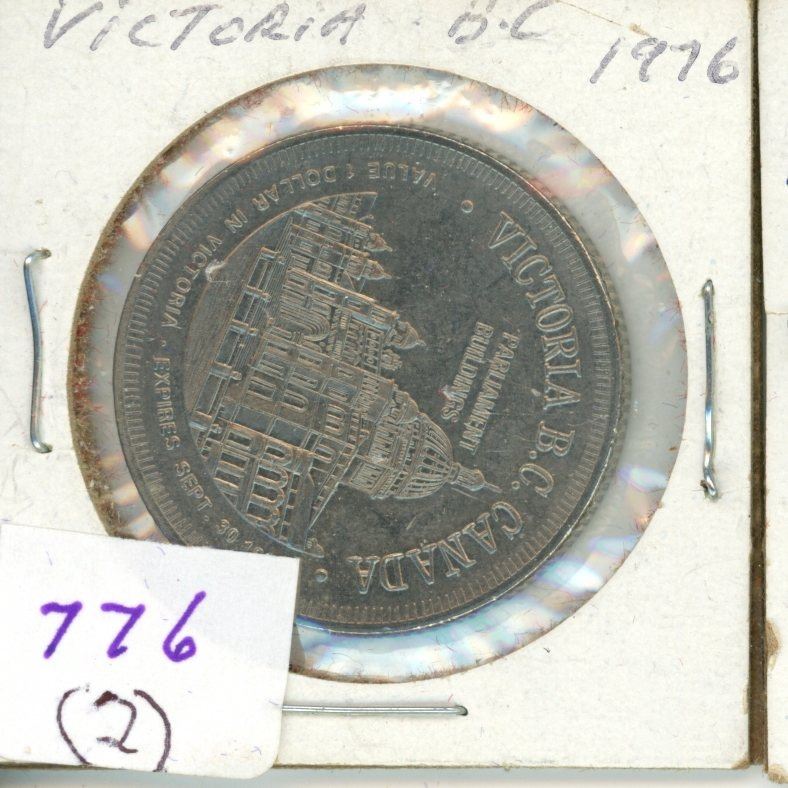 VICTORIA B.C
1976
VICTORIA B.C. CANADA
PARLIAMENT
BUILDINGS
VALUE 1 DOLLAR IN VICTORIA · EXPIRES SEPT. 30
776
(2)